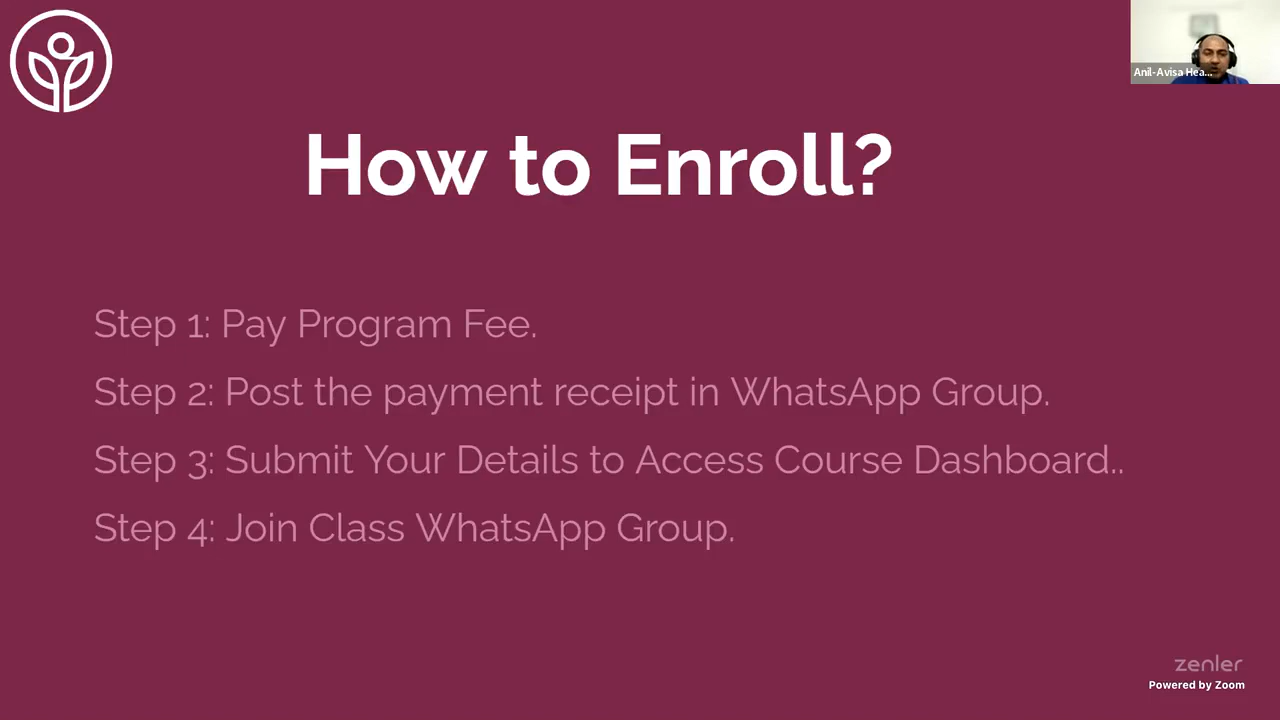 Anil-Avisa Hea...
How to Enroll?
Step 1: Pay Program Fee.
Step 2: Post the payment receipt in WhatsApp Group.
Step 3: Submit Your Details to Access Course Dashboard..
Step 4: Join Class WhatsApp Group.
zenler
Powered by Zoom